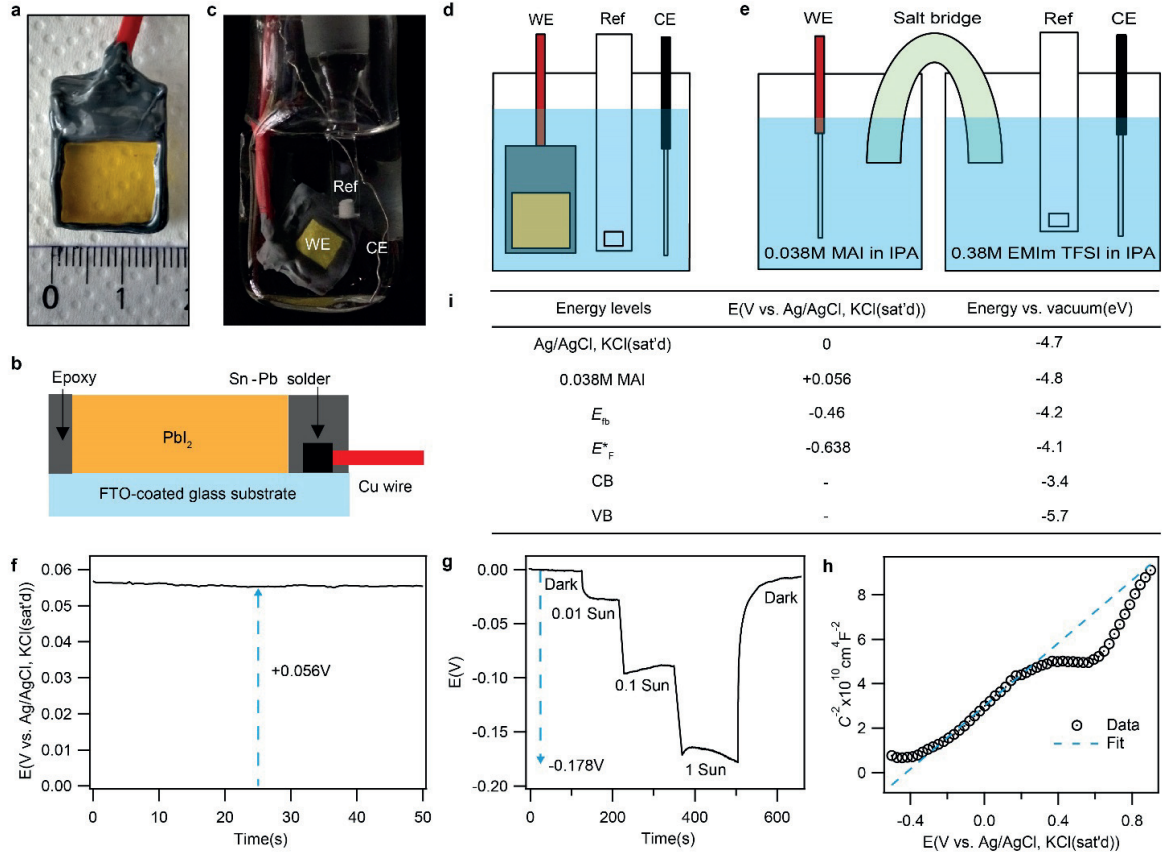 a
0 1 2
b
Epoxy
Sn-Pb solder
PbI2
Cu wire
FTO-coated glass substrate
c
Ref
WE
CE
d
WE Ref CE
e
WE Salt bridge Ref CE
0.038M MAI in IPA
0.38M EMIm TFSI in IPA
i
Energy levels E(V vs. Ag/AgCl, KCl(sat'd)) Energy vs. vacuum(eV)
Ag/AgCl, KCl(sat'd) 0 -4.7
0.038M MAI +0.056 -4.8
Efb -0.46 -4.2
E*F -0.638 -4.1
CB - -3.4
VB - -5.7
f
E(V vs. Ag/AgCl, KCl(sat'd))
0.06
0.05
0.04
0.03
0.02
0.01
0.00
+0.056V
0 10 20 30 40 50
Time(s)
g
E(V)
0.00
-0.05
-0.10
-0.15
-0.20
Dark
0.01 Sun
0.1 Sun
1 Sun
Dark
-0.178V
0 200 400 600
Time(s)
h
C-2x1010 cm4F-2
8
6
4
2
0
Data
Fit
-0.4 0.0 0.4 0.8
E(V vs. Ag/AgCl, KCl(sat'd))